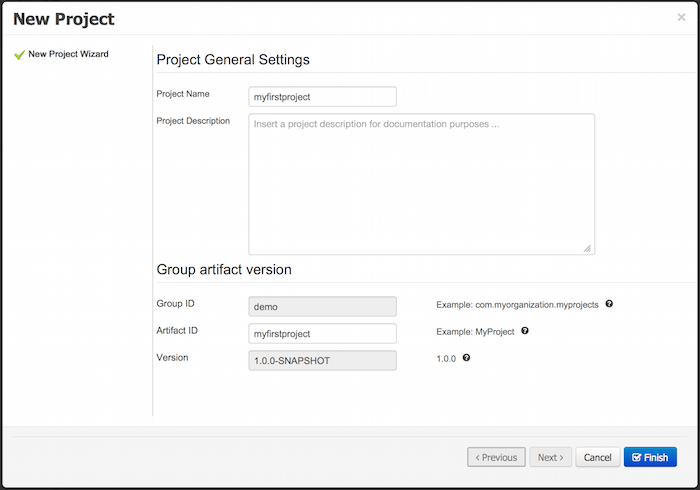 New Project
×
New Project Wizard
Project General Settings
Project Name
myfirstproject
Project Description
Insert a project description for documentation purposes ...
Group artifact version
Group ID
demo
Example: com.myorganization.myprojects
Artifact ID
myfirstproject
Example: MyProject
Version
1.0.0-SNAPSHOT
1.0.0
‹ Previous
Next ›
Cancel
Finish